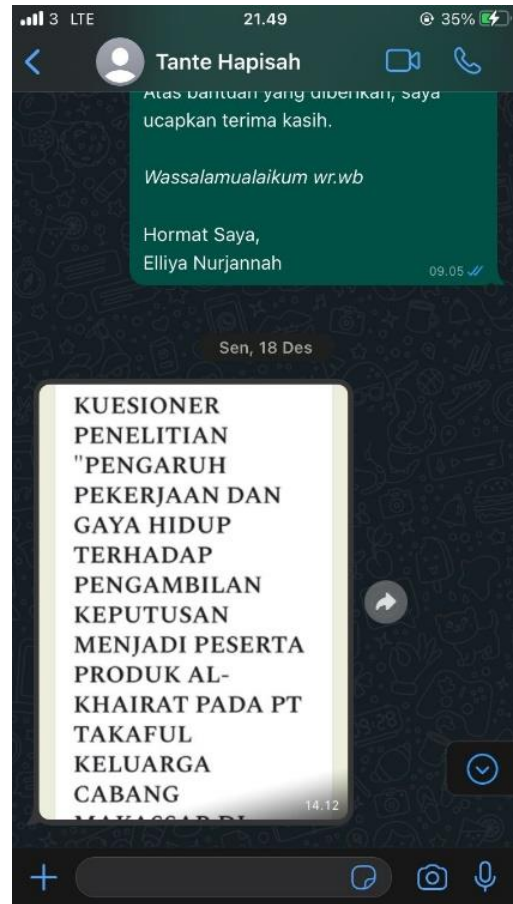 3 LTE 21.49 35%
Tante Hapisah
Atas bantuan yang diberikan, saya
ucapkan terima kasih.
Wassalamualaikum wr.wb
Hormat Saya,
Elliya Nurjannah
09.05
Sen, 18 Des
KUESIONER
PENELITIAN
"PENGARUH
PEKERJAAN DAN
GAYA HIDUP
TERHADAP
PENGAMBILAN
KEPUTUSAN
MENJADI PESERTA
PRODUK AL-
KHAIRAT PADA PT
TAKAFUL
KELUARGA
CABANG
MAKASSAR DI
14.12